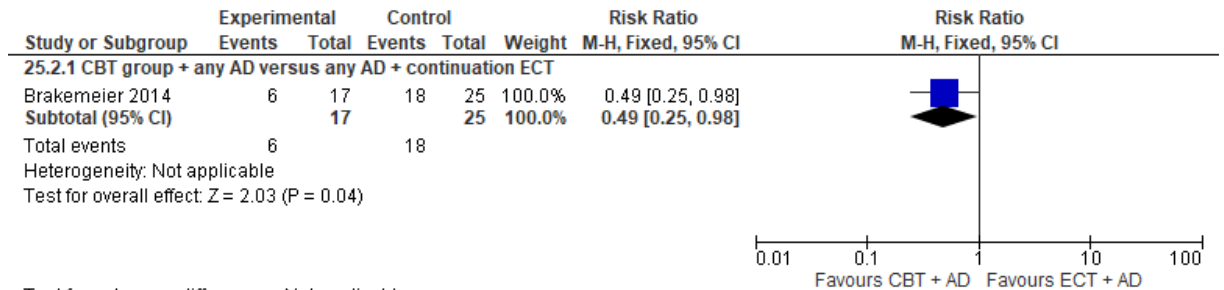 Experimental Control Risk Ratio Risk Ratio
Study or Subgroup Events Total Events Total Weight M-H, Fixed, 95% CI M-H, Fixed, 95% CI
25.2.1 CBT group + any AD versus any AD + continuation ECT
Brakemeier 2014 6 17 18 25 100.0% 0.49 [0.25, 0.98]
Subtotal (95% CI) 17 25 100.0% 0.49 [0.25, 0.98]
Total events 6 18
Heterogeneity: Not applicable
Test for overall effect: Z = 2.03 (P = 0.04)
0.01 0.1 1 10 100
Favours CBT + AD Favours ECT + AD